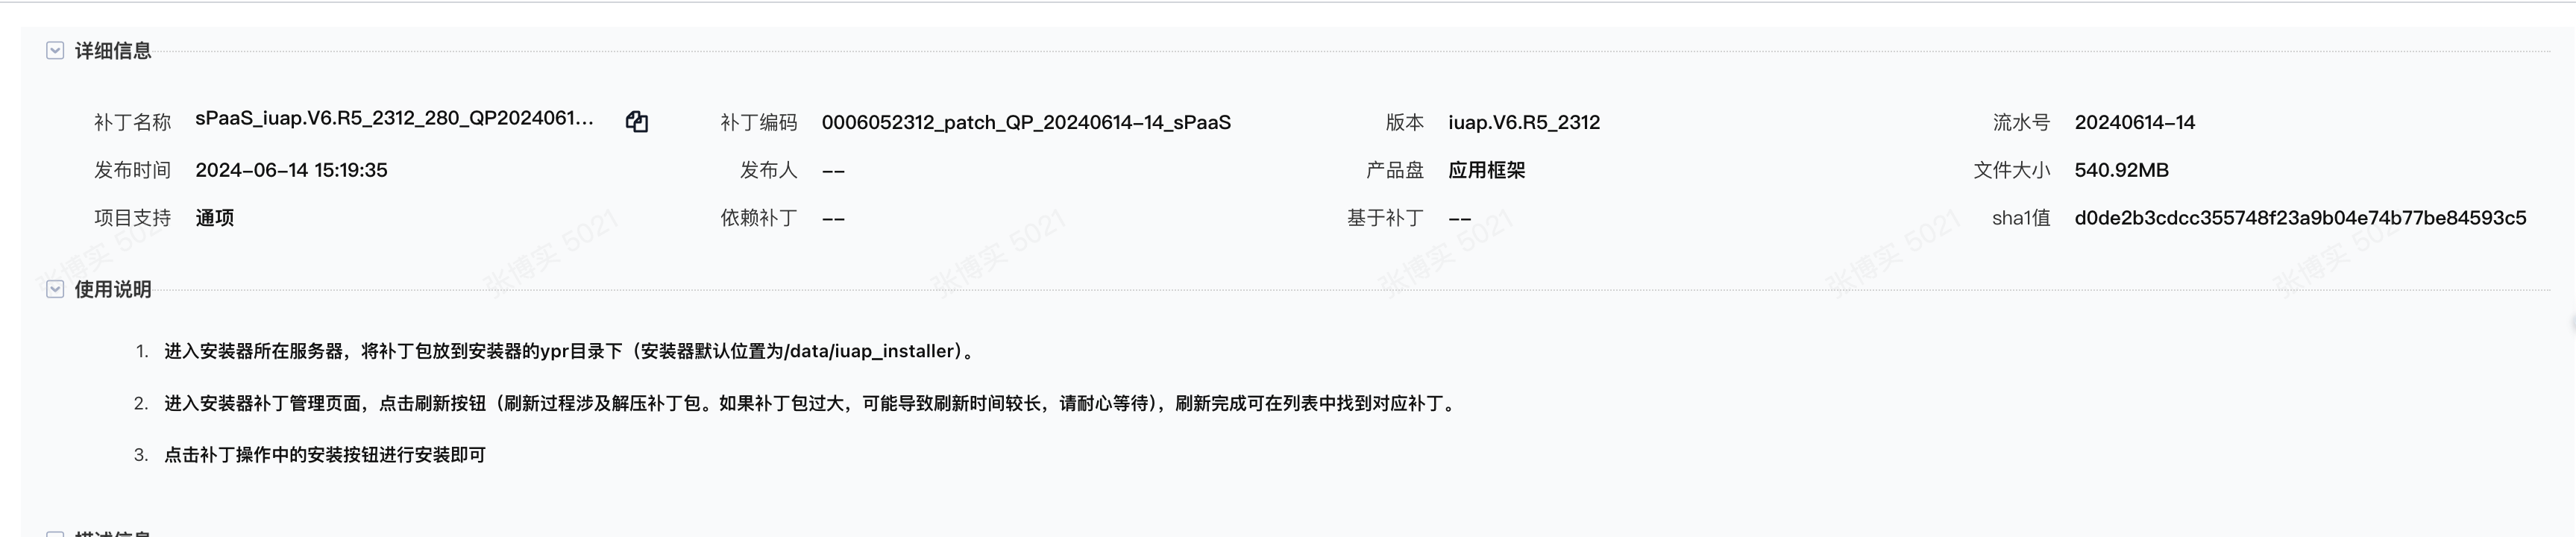 详细信息
补丁名称 sPaaS_iuap.V6.R5_2312_280_QP2024061... 补丁编码 0006052312_patch_QP_20240614-14_sPaaS 版本 iuap.V6.R5_2312 流水号 20240614-14
发布时间 2024-06-14 15:19:35 发布人 -- 产品盘 应用框架 文件大小 540.92MB
项目支持 通项 依赖补丁 -- 基于补丁 -- sha1值 d0de2b3cdcc355748f23a9b04e74b77be84593c5
张博实 5021 张博实 5021 张博实 5021 张博实 5021 张博实 5021 张博实 5021
使用说明
1. 进入安装器所在服务器，将补丁包放到安装器的ypr目录下（安装器默认位置为/data/iuap_installer）。
2. 进入安装器补丁管理页面，点击刷新按钮（刷新过程涉及解压补丁包。如果补丁包过大，可能导致刷新时间较长，请耐心等待），刷新完成可在列表中找到对应补丁。
3. 点击补丁操作中的安装按钮进行安装即可
描述信息